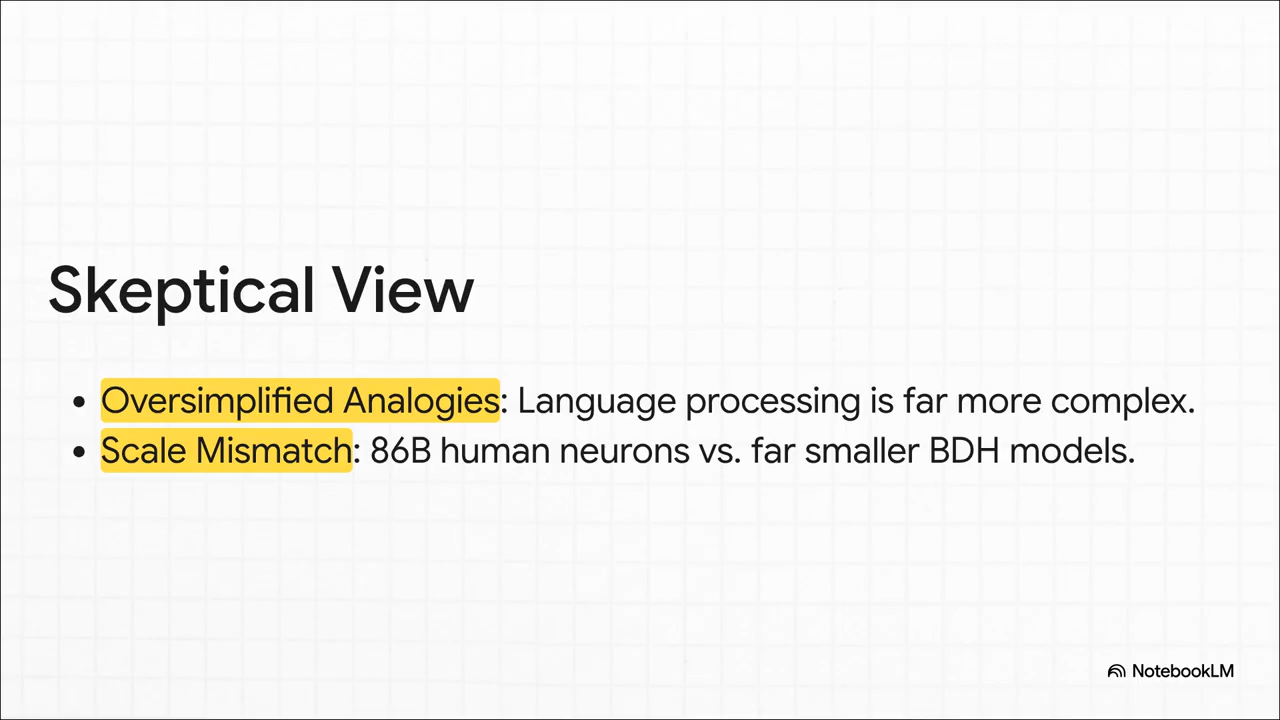 Skeptical View
• Oversimplified Analogies: Language processing is far more complex.
• Scale Mismatch: 86B human neurons vs. far smaller BDH models.
NotebookLM